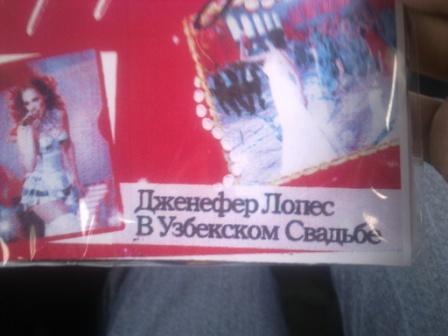 Дженефер Лопес
В Узбекском Свадьбе